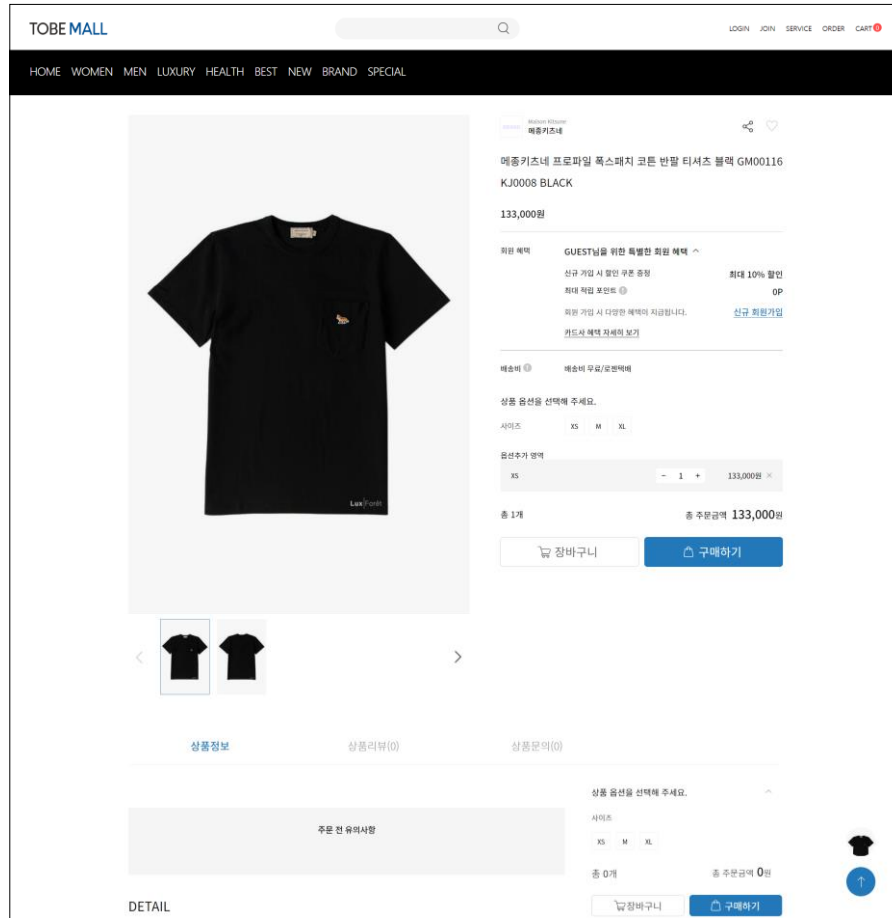 TOBE MALL
LOGIN JOIN SERVICE ORDER CART 0
HOME WOMEN MEN LUXURY HEALTH BEST NEW BRAND SPECIAL
Maison Kitsune
메종키츠네
메종키츠네 프로파일 폭스패치 코튼 반팔 티셔츠 블랙 GM00116
KJ0008 BLACK
133,000원
회원 혜택 GUEST님을 위한 특별한 회원 혜택
신규 가입 시 할인 쿠폰 증정 최대 10% 할인
최대 적립 포인트 0P
회원 가입 시 다양한 혜택이 지급됩니다. 신규 회원가입
카드사 혜택 자세히 보기
배송비 배송비 무료/로젠택배
상품 옵션을 선택해 주세요.
사이즈 XS M XL
옵션추가 영역
XS - 1 + 133,000원 ×
총 1개 총 주문금액 133,000원
장바구니 구매하기
Lux Forêt
상품정보 상품리뷰(0) 상품문의(0)
주문 전 유의사항
상품 옵션을 선택해 주세요.
사이즈
XS M XL
총 0개 총 주문금액 0원
장바구니 구매하기
DETAIL